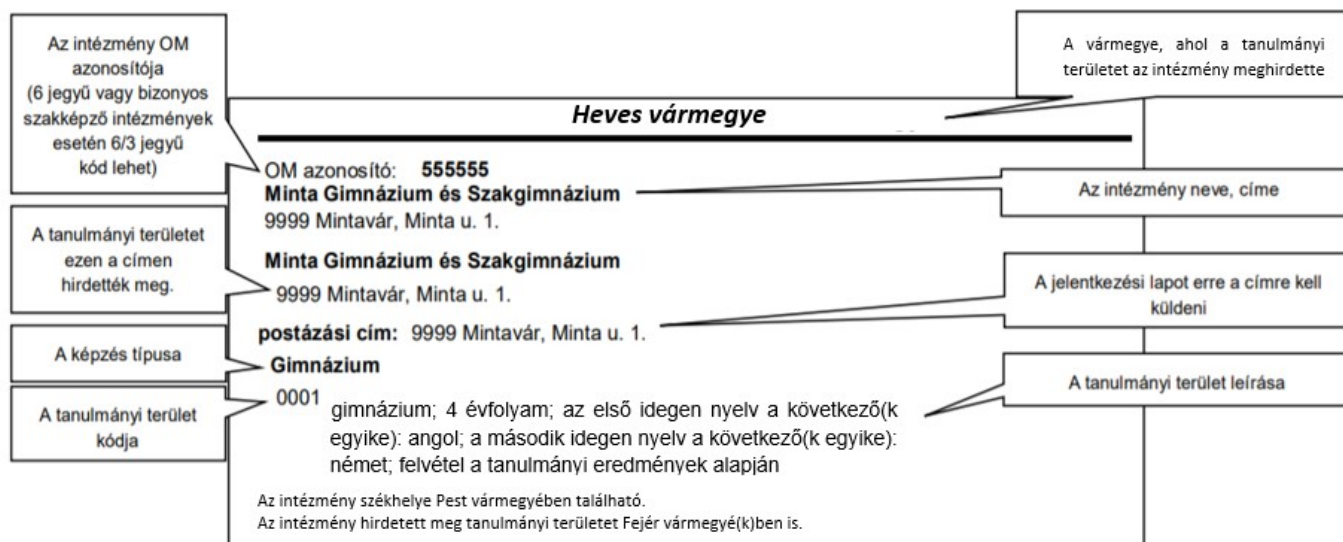 Az intézmény OM
azonosítója
(6 jegyű vagy bizonyos
szakképző intézmények
esetén 6/3 jegyű
kód lehet)
A tanulmányi területet
ezen a címen
hirdették meg.
A képzés típusa
A tanulmányi terület
kódja
Heves vármegye
OM azonosító: 555555
Minta Gimnázium és Szakgimnázium
9999 Mintavár, Minta u. 1.
Minta Gimnázium és Szakgimnázium
9999 Mintavár, Minta u. 1.
postázási cím: 9999 Mintavár, Minta u. 1.
Gimnázium
0001
gimnázium; 4 évfolyam; az első idegen nyelv a következő(k
egyike): angol; a második idegen nyelv a következő(k egyike):
német; felvétel a tanulmányi eredmények alapján
Az intézmény székhelye Pest vármegyében található.
Az intézmény hirdetett meg tanulmányi területet Fejér vármegyé(k)ben is.
A vármegye, ahol a tanulmányi
területet az intézmény meghirdette
Az intézmény neve, címe
A jelentkezési lapot erre a címre kell
küldeni
A tanulmányi terület leírása